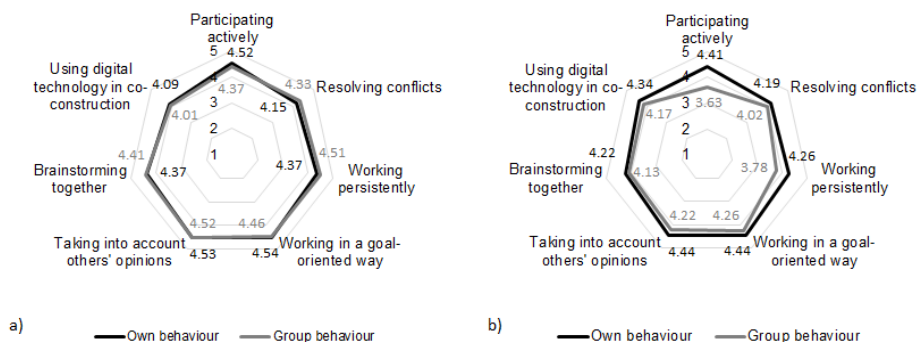 Participating
actively
5
4.52
4
4.37
3
2
1
Using digital
technology in co-
construction
4.09
4.01
4.33
Resolving conflicts
4.15
4.51
Working
persistently
4.37
4.41
Brainstorming
together
4.37
4.52
4.46
Taking into account
others' opinions
4.53
4.54
Working in a goal-
oriented way
a)
Own behaviour
Group behaviour
Participating
actively
5
4.41
4
3
3.63
2
1
Using digital
technology in co-
construction
4.34
4.17
4.19
Resolving conflicts
4.02
4.26
Working
persistently
3.78
4.22
Brainstorming
together
4.13
4.22
4.26
Taking into account
others' opinions
4.44
4.44
Working in a goal-
oriented way
b)
Own behaviour
Group behaviour